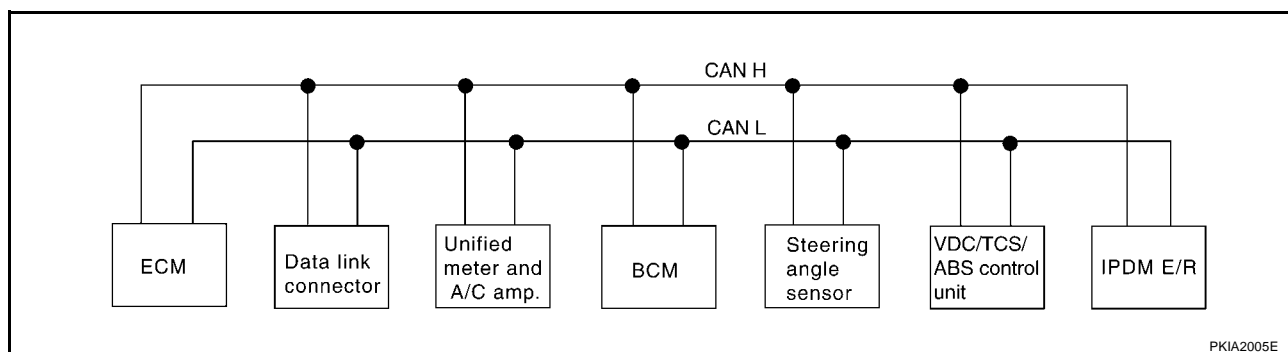 CAN H
CAN L
ECM
Data link
connector
Unified
meter and
A/C amp.
BCM
Steering
angle
sensor
VDC/TCS/
ABS control
unit
IPDM E/R
PKIA2005E